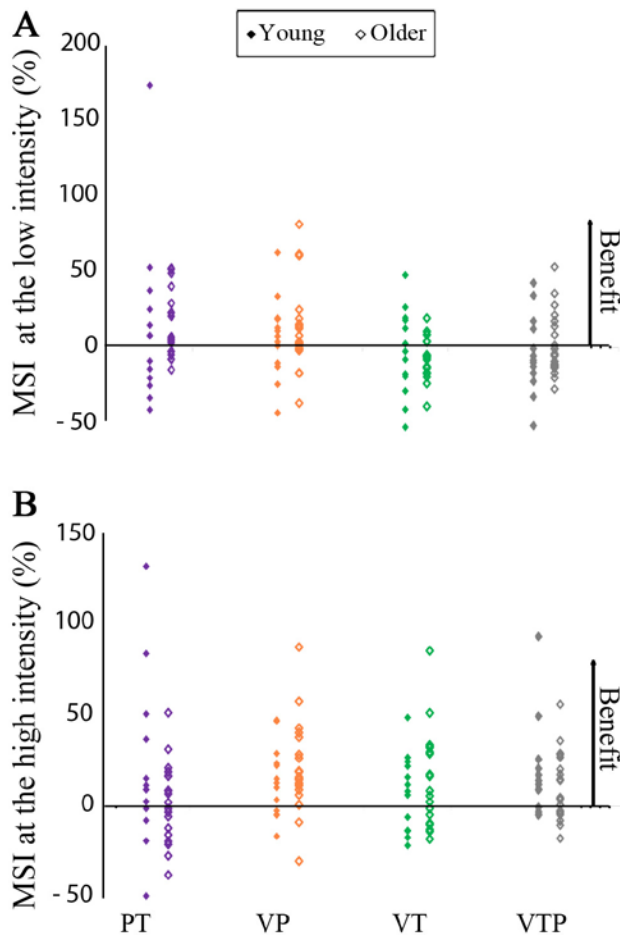 A
Young Older
MSI at the low intensity (%)
200
150
100
50
0
- 50
Benefit
B
MSI at the high intensity (%)
150
100
50
0
- 50
Benefit
PT VP VT VTP